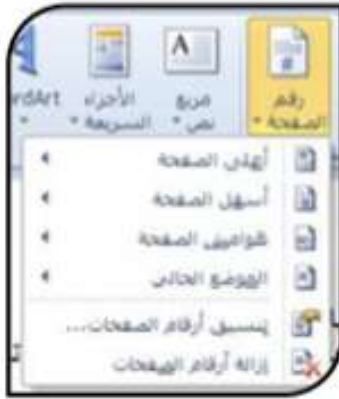 رقم الصفحة
مربع نص
الأجزاء السريعة
rdArt
أعلى الصفحة
أسفل الصفحة
هوامش الصفحة
الموضع الحالي
تنسيق أرقام الصفحات...
إزالة أرقام الصفحات